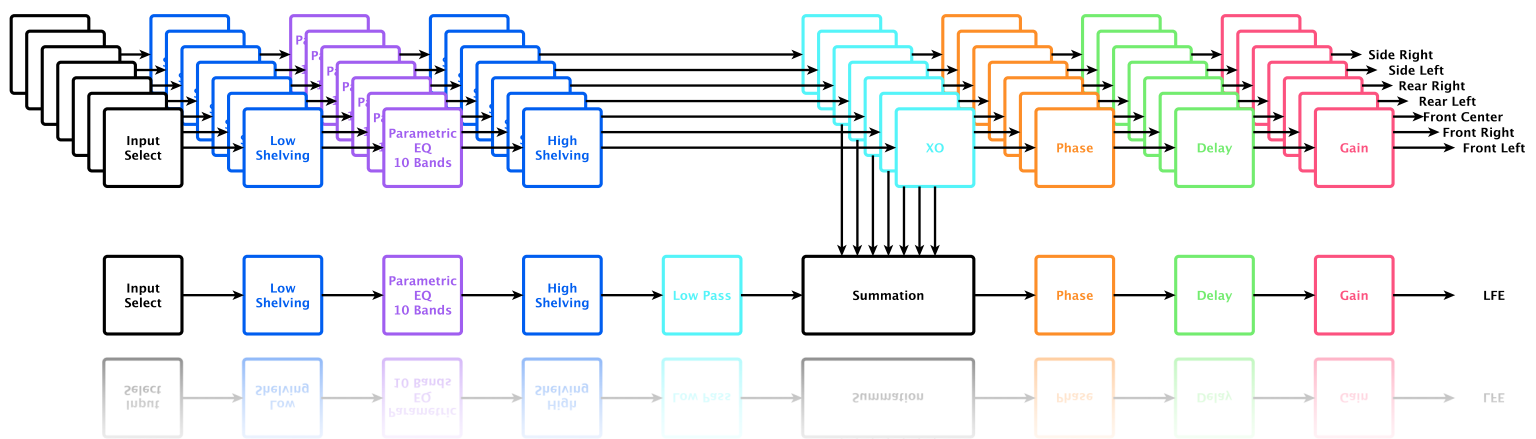 Side Right
Side Left
Rear Right
Rear Left
Front Center
Front Right
Front Left
Input
Select
Low
Shelving
Parametric
EQ
10 Bands
High
Shelving
XO
Phase
Delay
Gain
Input
Select
Low
Shelving
Parametric
EQ
10 Bands
High
Shelving
Low Pass
Summation
Phase
Delay
Gain
LFE